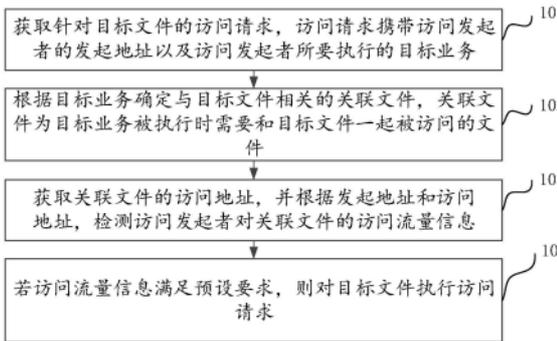 获取针对目标文件的访问请求，访问请求携带访问发起
者的发起地址以及访问发起者所要执行的目标业务
10
根据目标业务确定与目标文件相关的关联文件，关联文
件为目标业务被执行时需要和目标文件一起被访问的文
件
10
获取关联文件的访问地址，并根据发起地址和访问
地址，检测访问发起者对关联文件的访问流量信息
10
若访问流量信息满足预设要求，则对目标文件执行访问
请求
10